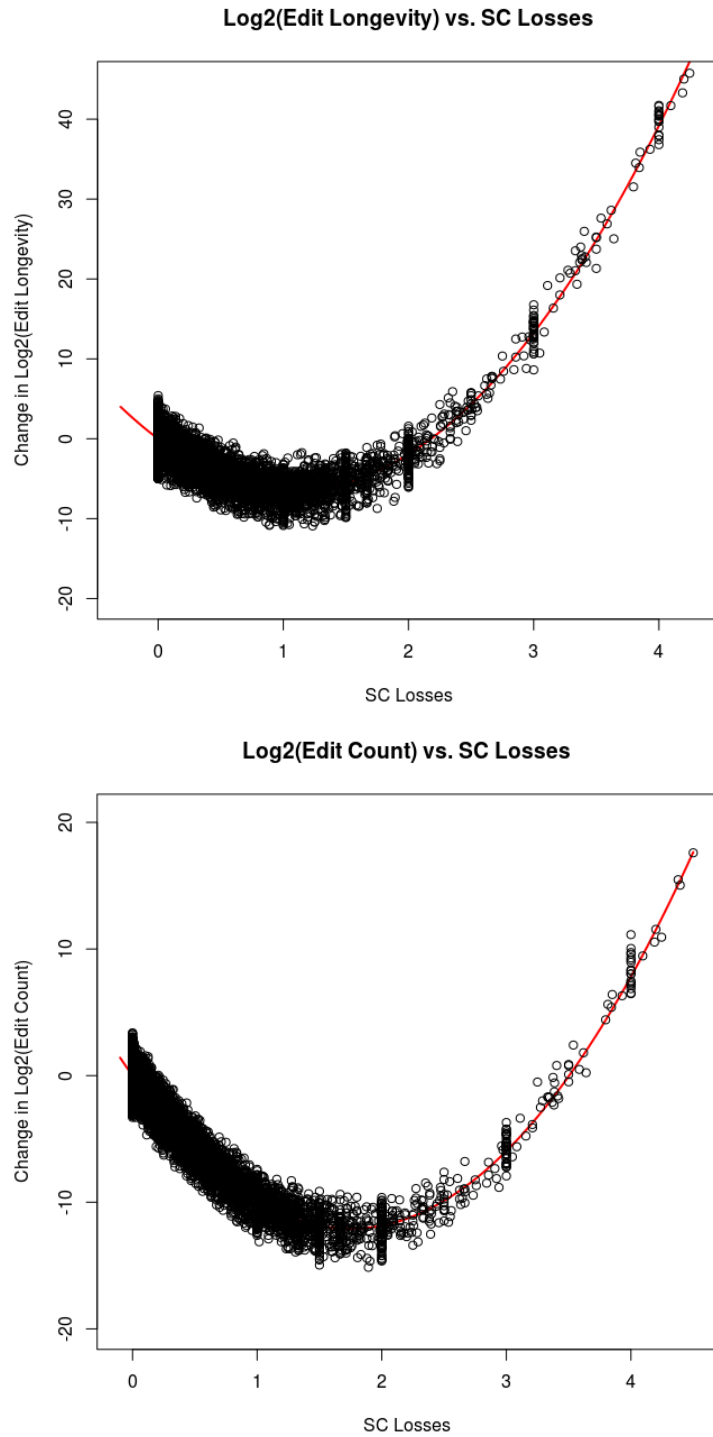 Log2(Edit Longevity) vs. SC Losses
40
30
20
10
0
-10
-20
Change in Log2(Edit Longevity)
0 1 2 3 4
SC Losses
Log2(Edit Count) vs. SC Losses
20
10
0
-10
-20
Change in Log2(Edit Count)
0 1 2 3 4
SC Losses